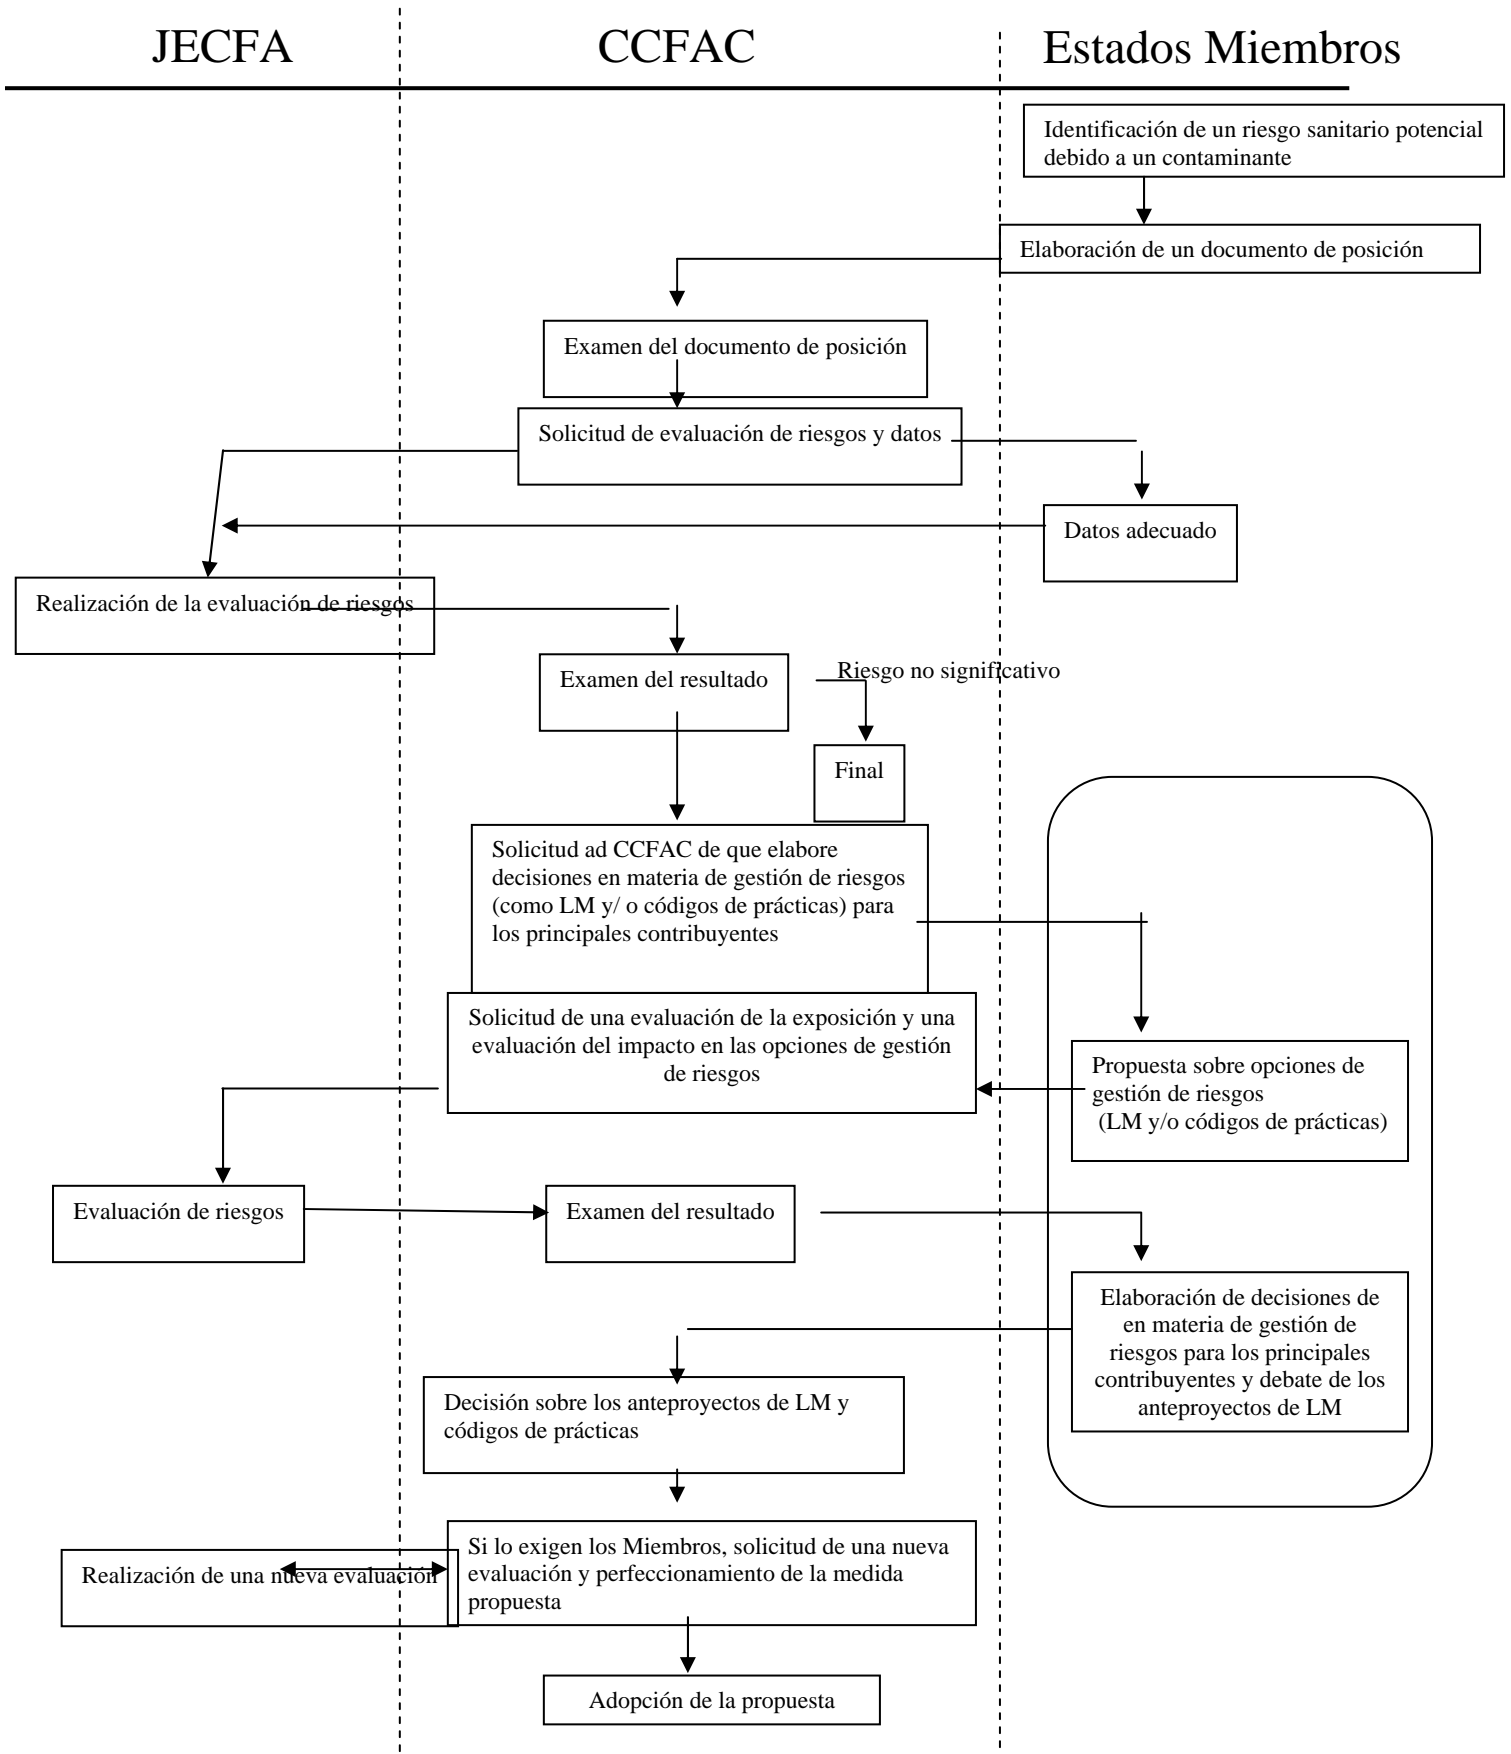 JECFA
CCFAC
Estados Miembros
Identificación de un riesgo sanitario potencial
debido a un contaminante
Elaboración de un documento de posición
Examen del documento de posición
Solicitud de evaluación de riesgos y datos
Datos adecuado
Realización de la evaluación de riesgos
Examen del resultado
Riesgo no significativo
Final
Solicitud ad CCFAC de que elabore
decisiones en materia de gestión de riesgos
(como LM y/ o códigos de prácticas) para
los principales contribuyentes
Solicitud de una evaluación de la exposición y una
evaluación del impacto en las opciones de gestión
de riesgos
Propuesta sobre opciones de
gestión de riesgos
(LM y/o códigos de prácticas)
Evaluación de riesgos
Examen del resultado
Elaboración de decisiones de
en materia de gestión de
riesgos para los principales
contribuyentes y debate de los
anteproyectos de LM
Decisión sobre los anteproyectos de LM y
códigos de prácticas
Si lo exigen los Miembros, solicitud de una nueva
evaluación y perfeccionamiento de la medida
propuesta
Realización de una nueva evaluación
Adopción de la propuesta